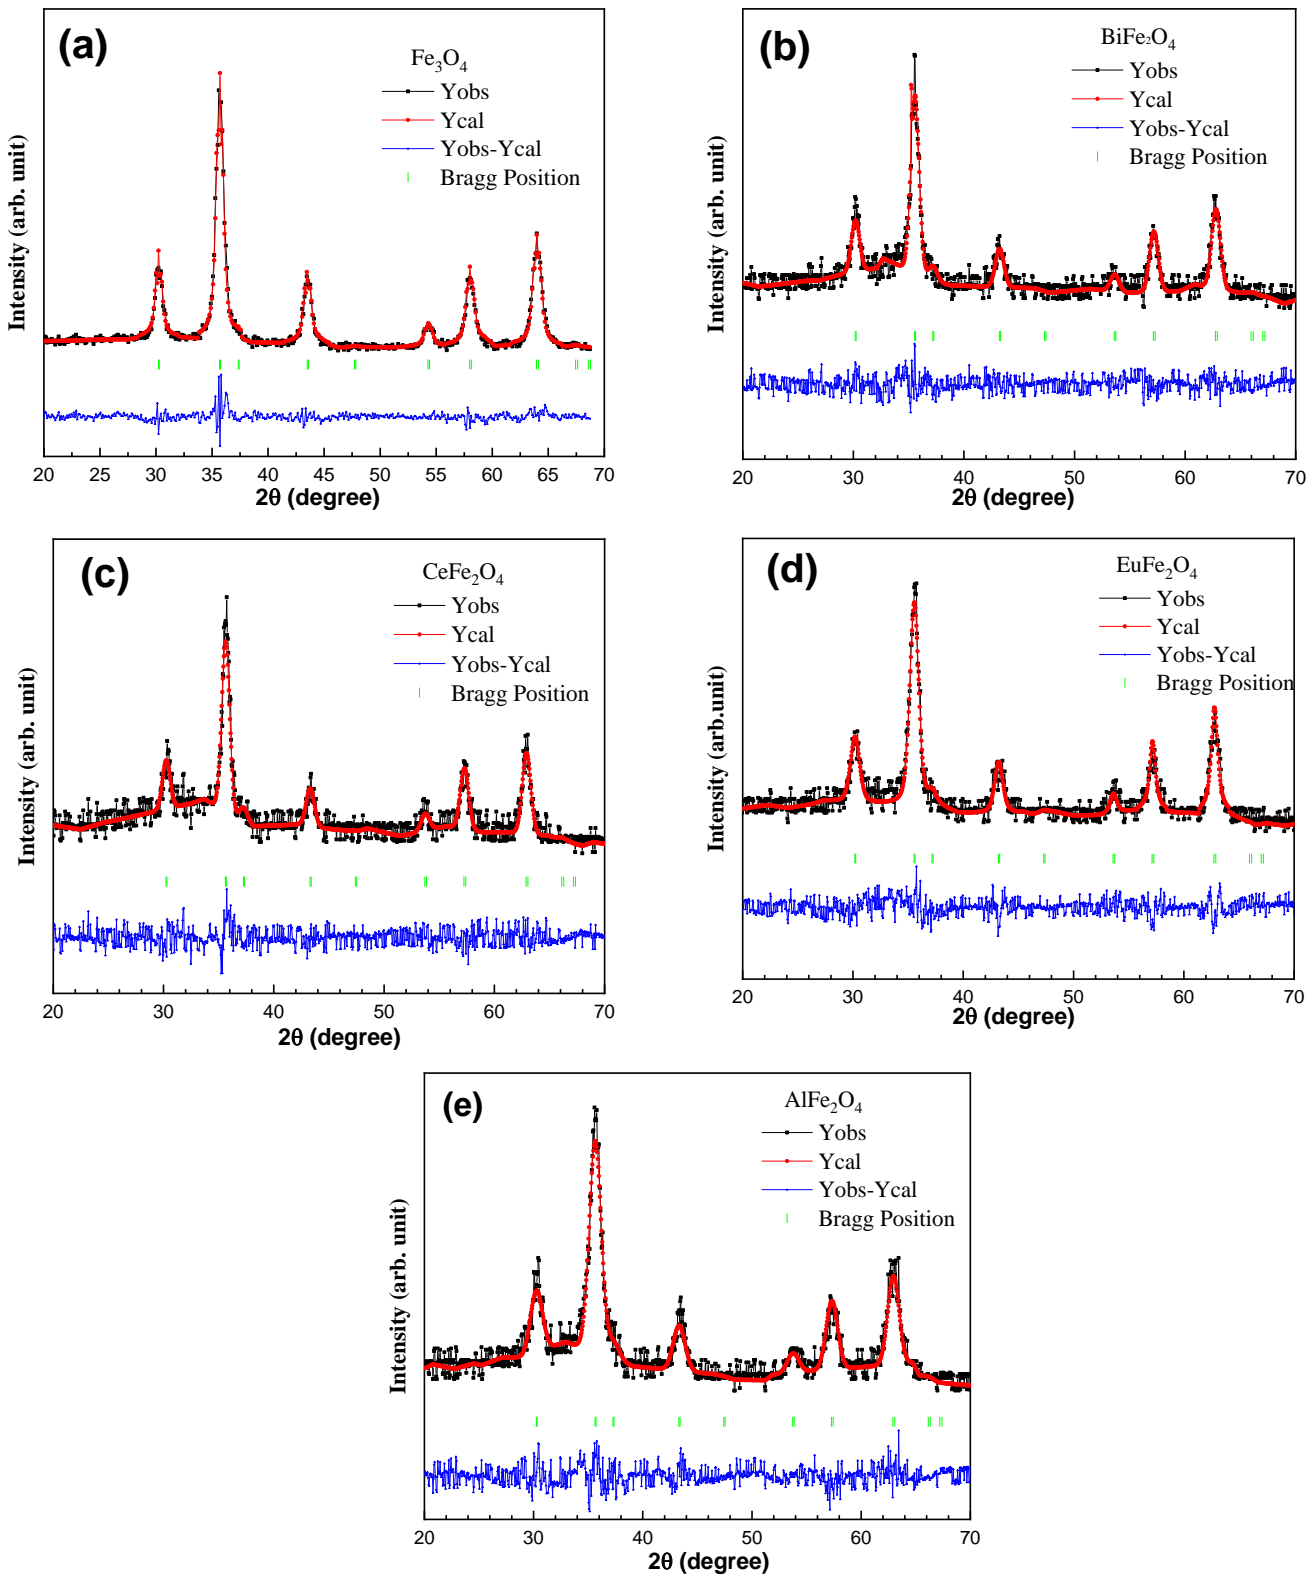 (a)
Fe₃O₄
Yobs
Ycal
Yobs-Ycal
Bragg Position
Intensity (arb. unit)
20 25 30 35 40 45 50 55 60 65 70
2θ (degree)
(b)
BiFe₂O₄
Yobs
Ycal
Yobs-Ycal
Bragg Position
Intensity (arb. unit)
20 30 40 50 60 70
2θ (degree)
(c)
CeFe₂O₄
Yobs
Ycal
Yobs-Ycal
Bragg Position
Intensity (arb. unit)
20 30 40 50 60 70
2θ (degree)
(d)
EuFe₂O₄
Yobs
Ycal
Yobs-Ycal
Bragg Position
Intensity (arb.unit)
20 30 40 50 60 70
2θ (degree)
(e)
AlFe₂O₄
Yobs
Ycal
Yobs-Ycal
Bragg Position
Intensity (arb. unit)
20 30 40 50 60 70
2θ (degree)